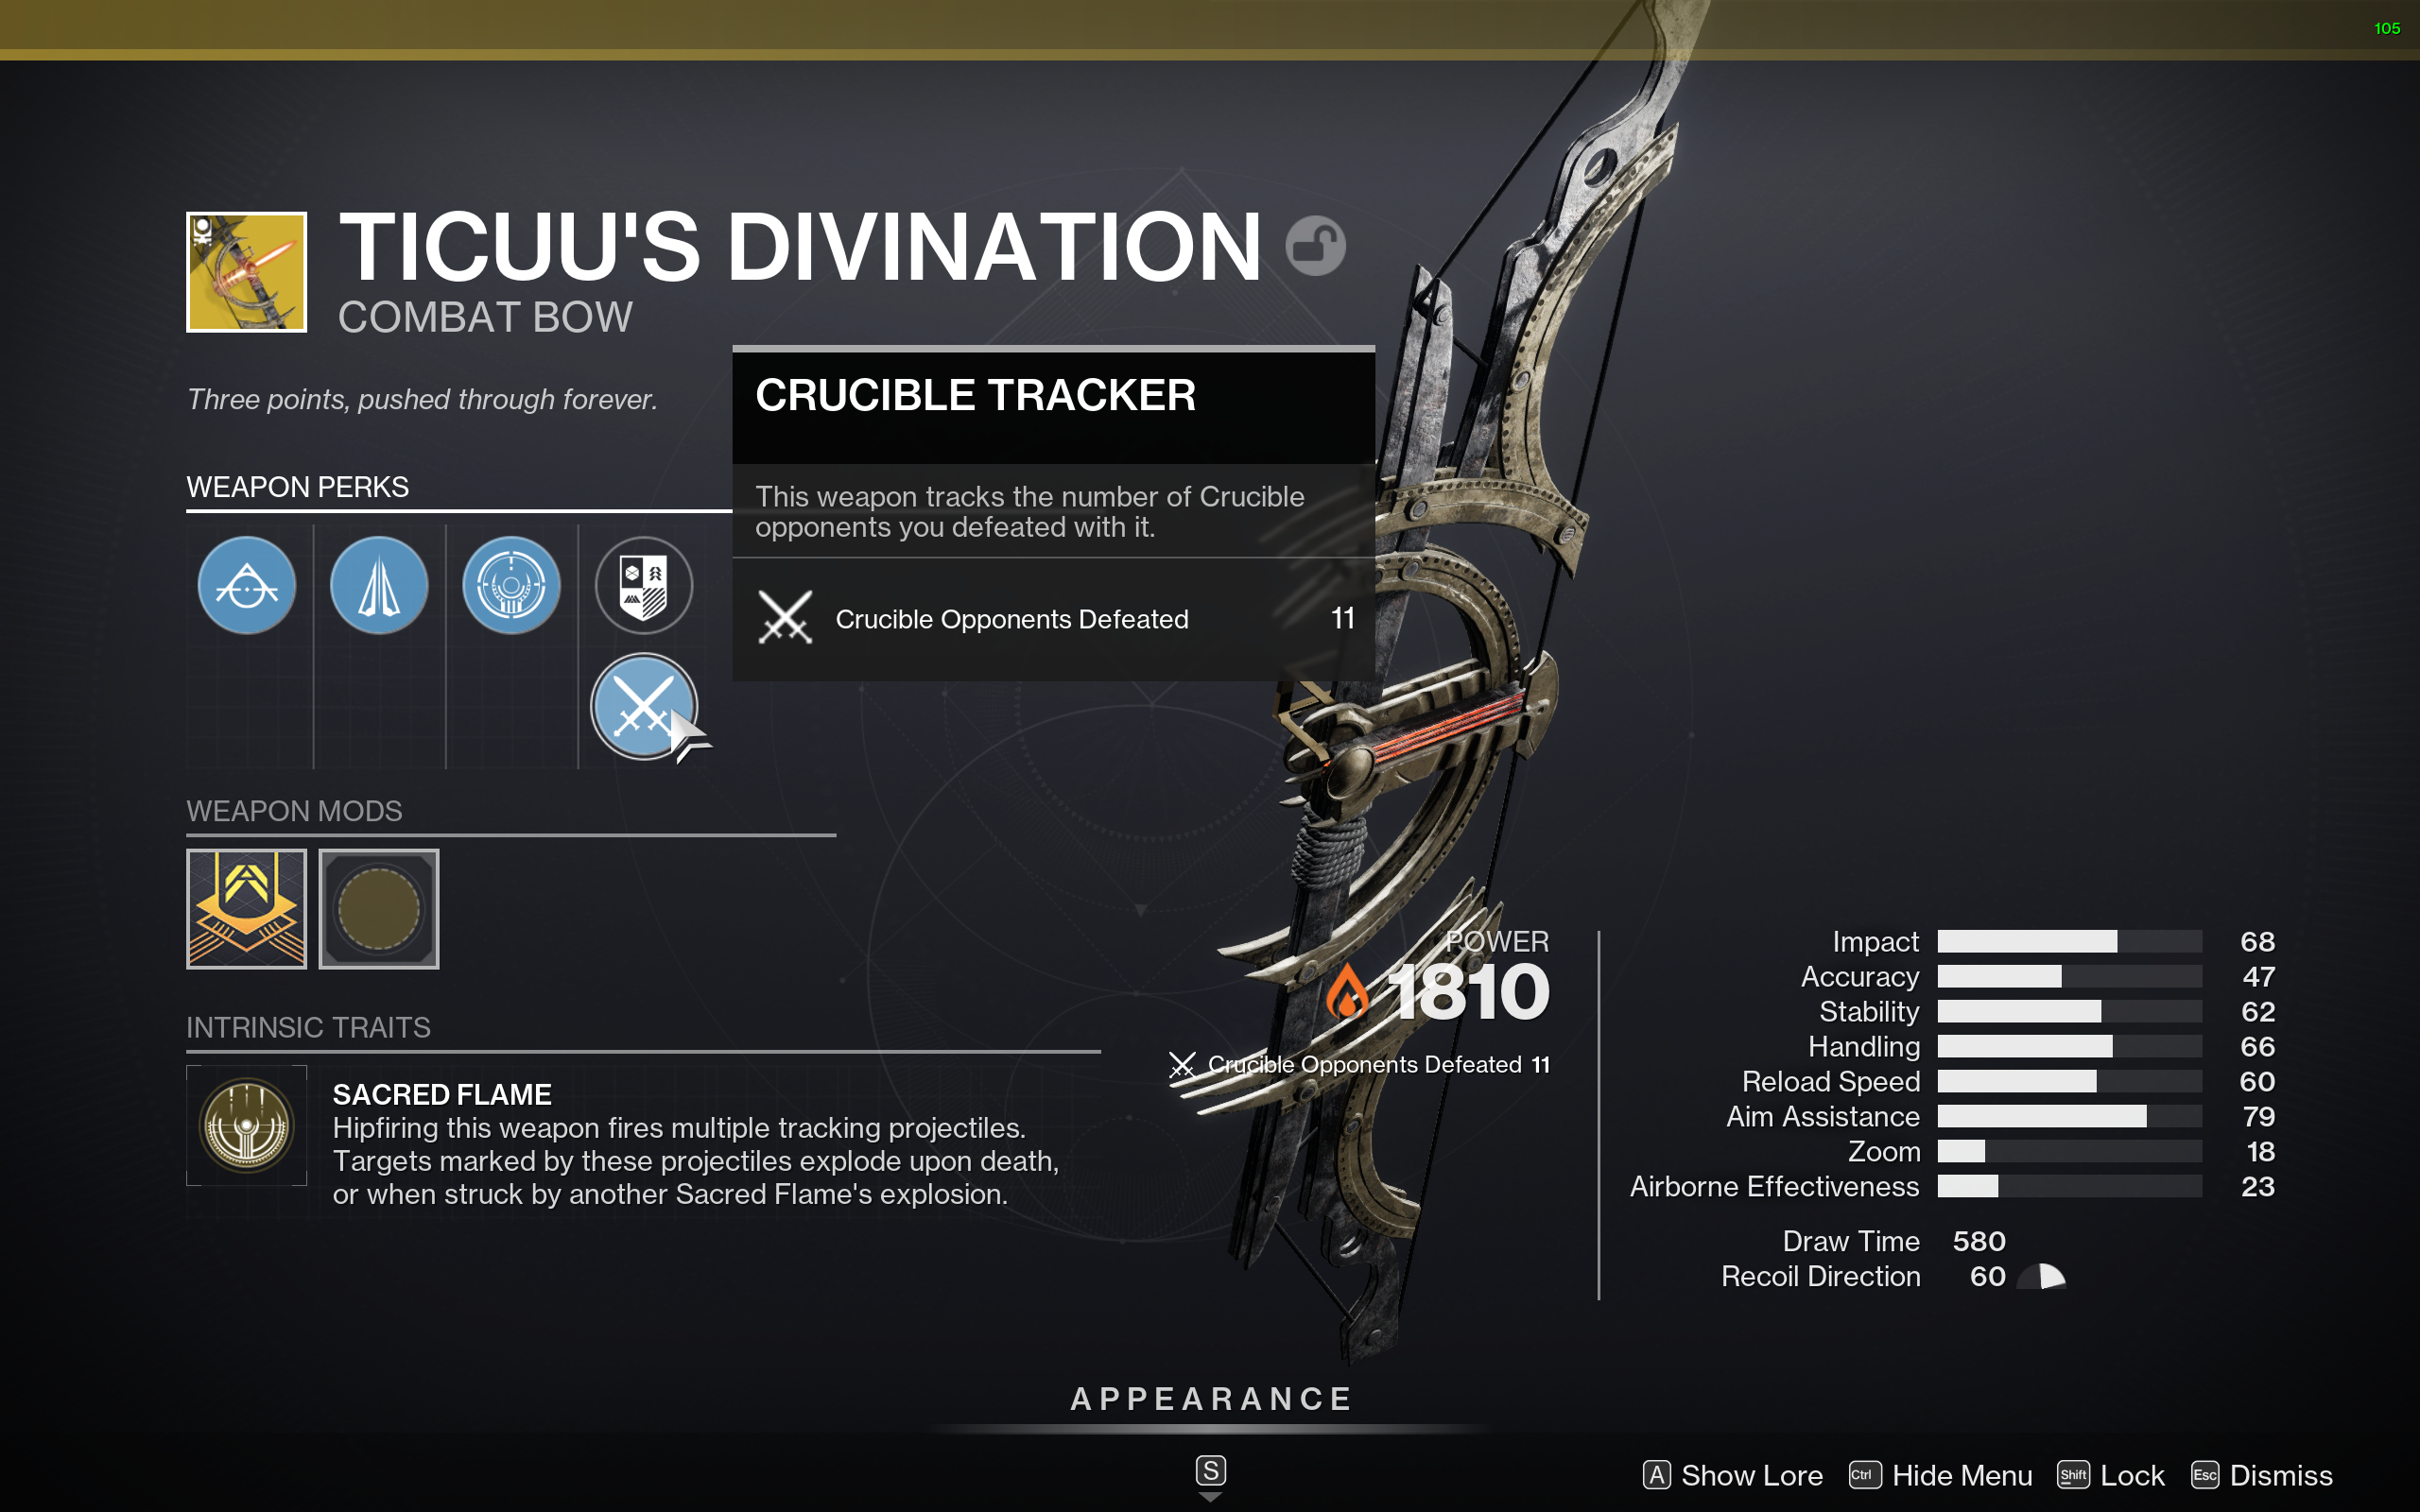 105
TICUU'S DIVINATION
COMBAT BOW
Three points, pushed through forever.
CRUCIBLE TRACKER
This weapon tracks the number of Crucible
opponents you defeated with it.
Crucible Opponents Defeated 11
WEAPON PERKS
WEAPON MODS
INTRINSIC TRAITS
SACRED FLAME
Hipfiring this weapon fires multiple tracking projectiles.
Targets marked by these projectiles explode upon death,
or when struck by another Sacred Flame's explosion.
POWER
1810
Crucible Opponents Defeated 11
Impact 68
Accuracy 47
Stability 62
Handling 66
Reload Speed 60
Aim Assistance 79
Zoom 18
Airborne Effectiveness 23
Draw Time 580
Recoil Direction 60
APPEARANCE
S
A Show Lore Ctrl Hide Menu Shift Lock Esc Dismiss